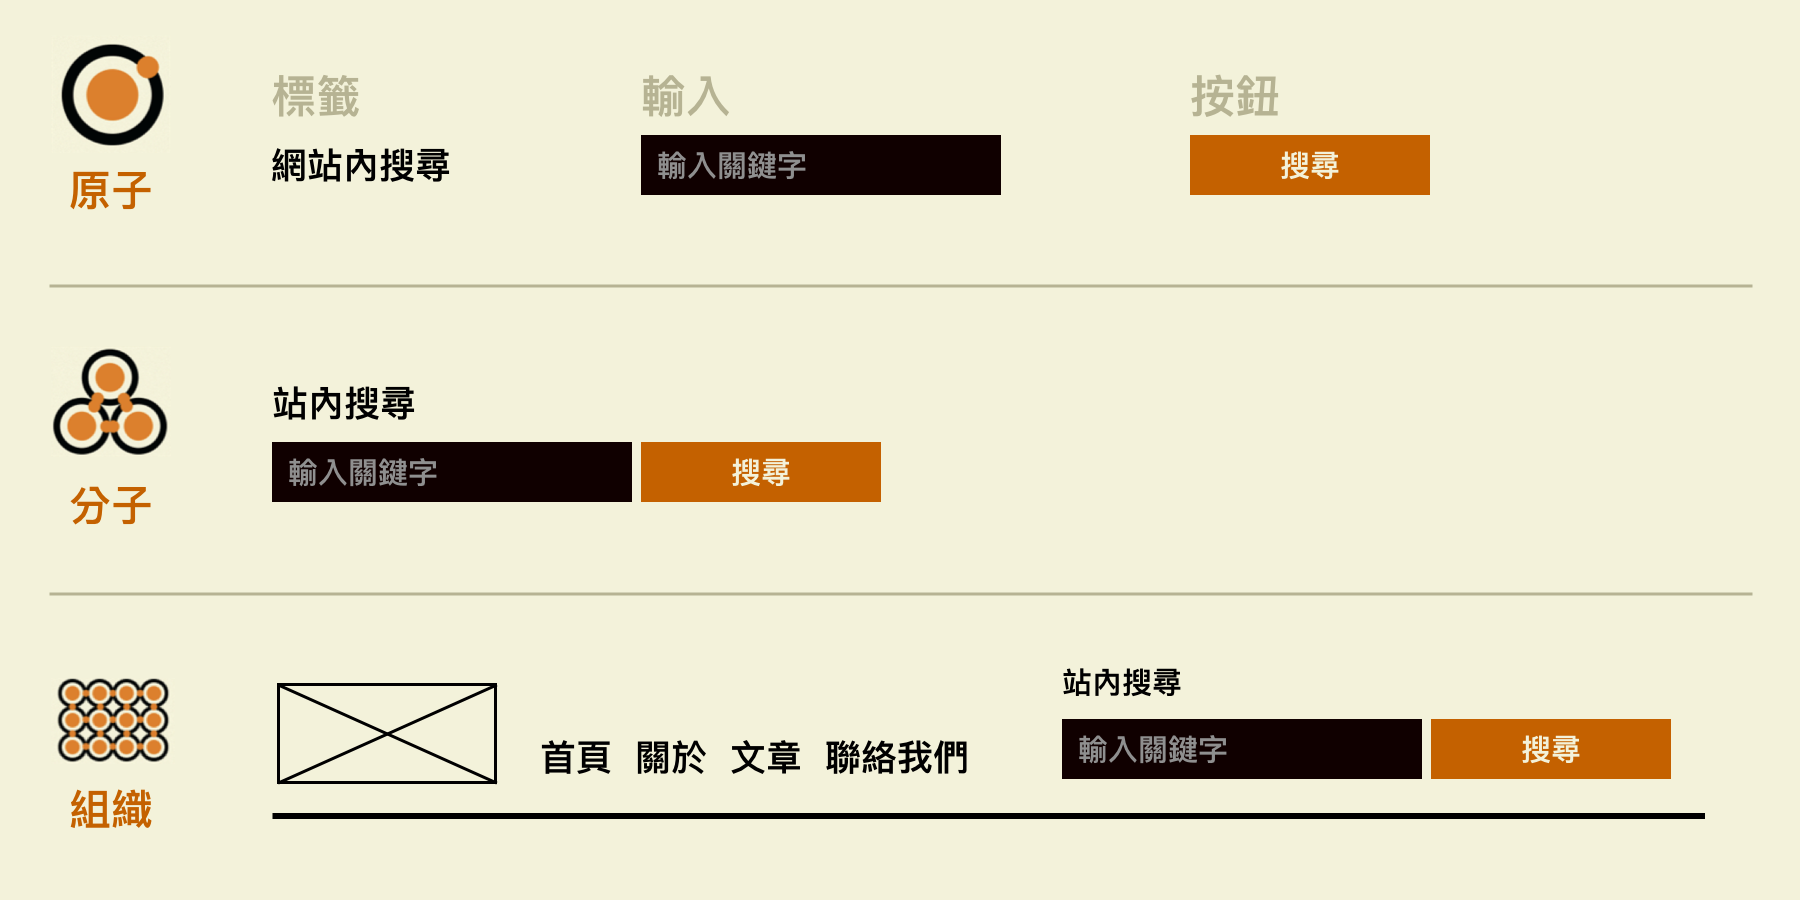 標籤
輸入
按鈕
網站內搜尋
輸入關鍵字
搜尋
原子
站內搜尋
輸入關鍵字
搜尋
分子
站內搜尋
首頁 關於 文章 聯絡我們
輸入關鍵字
搜尋
組織